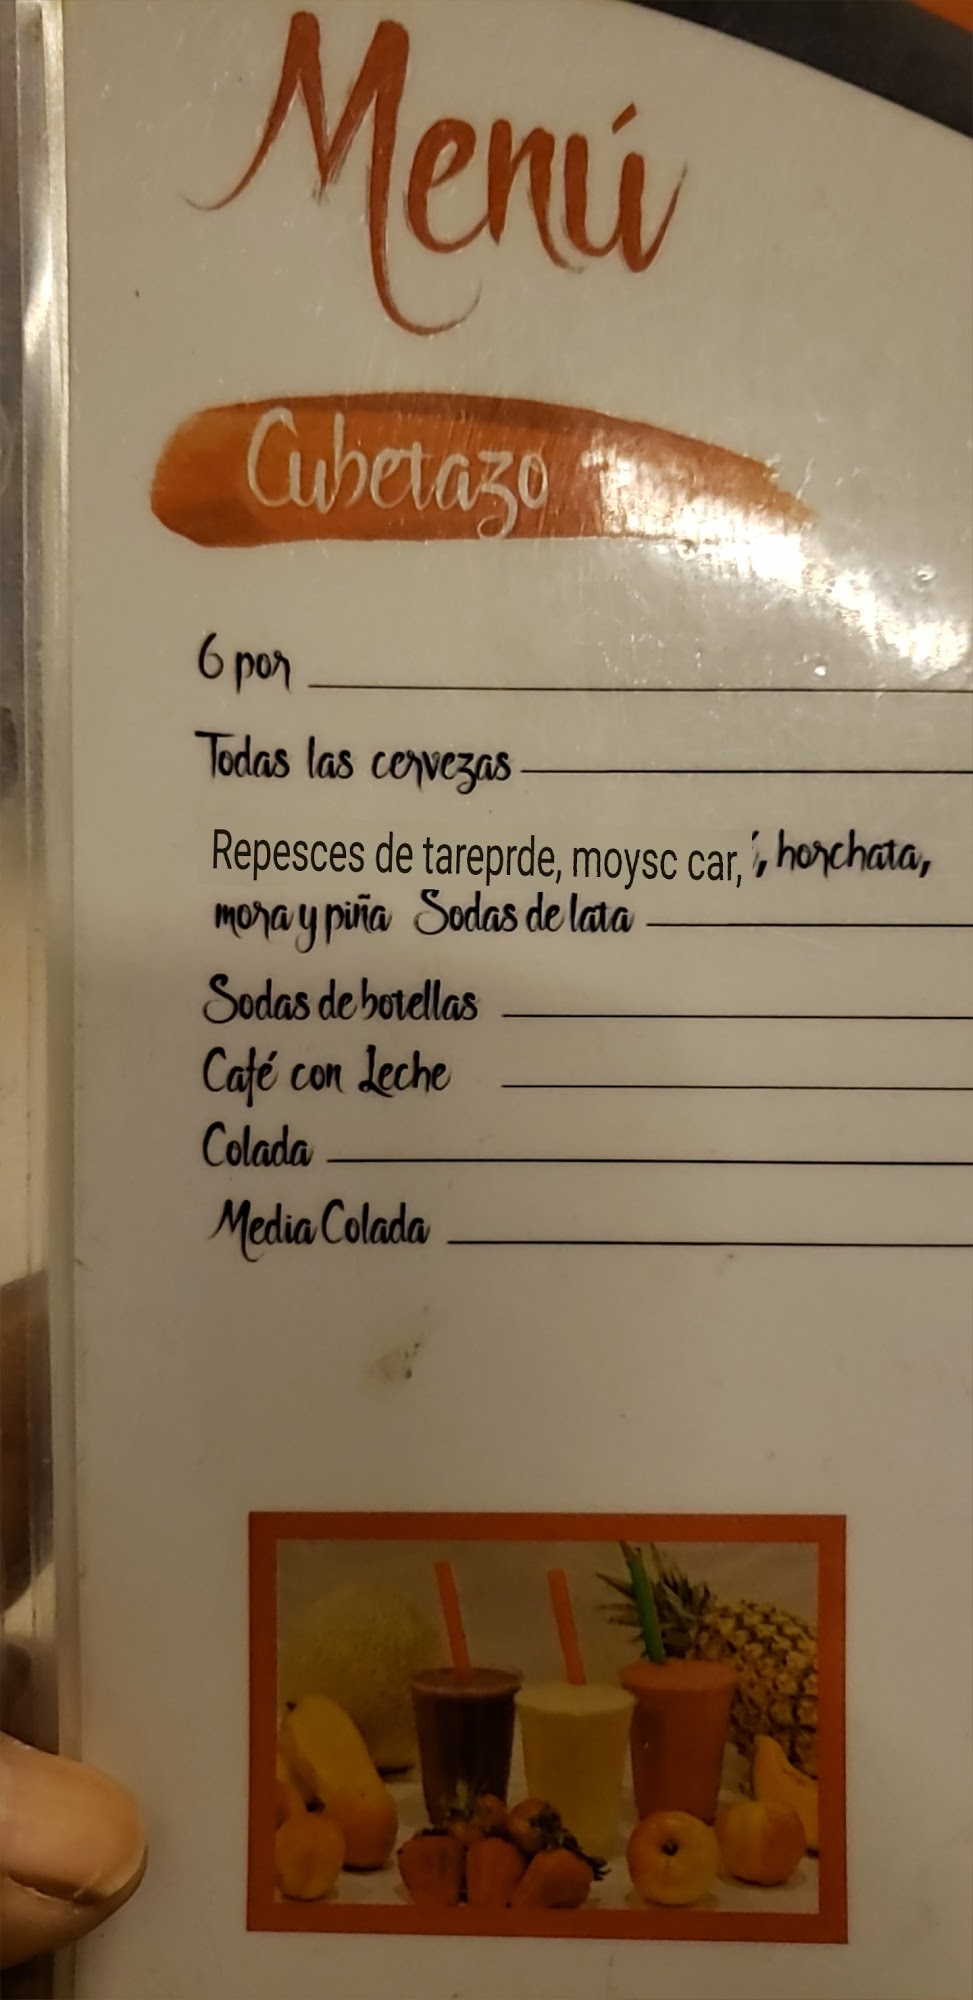 Menú
Cubetazo
6 por
Todas las cervezas
Repesces de tareprde, moysc car, , horchata,
mora y piña Sodas de lata
Sodas de botellas
Café con Leche
Colada
Media Colada